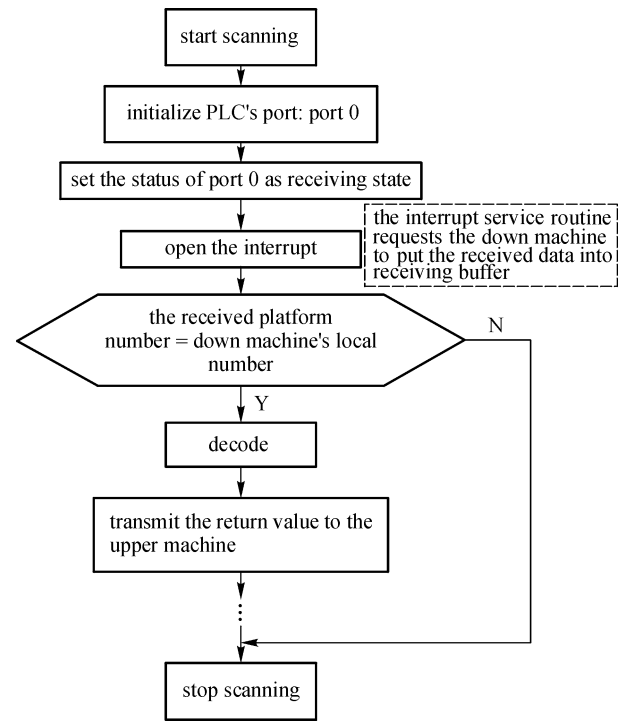 start scanning
initialize PLC's port: port 0
set the status of port 0 as receiving state
open the interrupt
the interrupt service routine
requests the down machine
to put the received data into
receiving buffer
the received platform
number = down machine's local
number
N
Y
decode
transmit the return value to the
upper machine
stop scanning